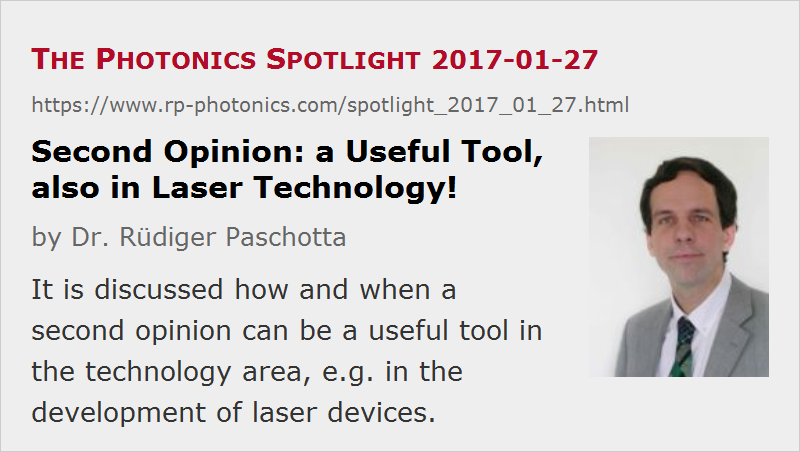 THE PHOTONICS SPOTLIGHT 2017-01-27
https://www.rp-photonics.com/spotlight_2017_01_27.html
Second Opinion: a Useful Tool,
also in Laser Technology!
by Dr. Rüdiger Paschotta
It is discussed how and when a
second opinion can be a useful tool in
the technology area, e.g. in the
development of laser devices.